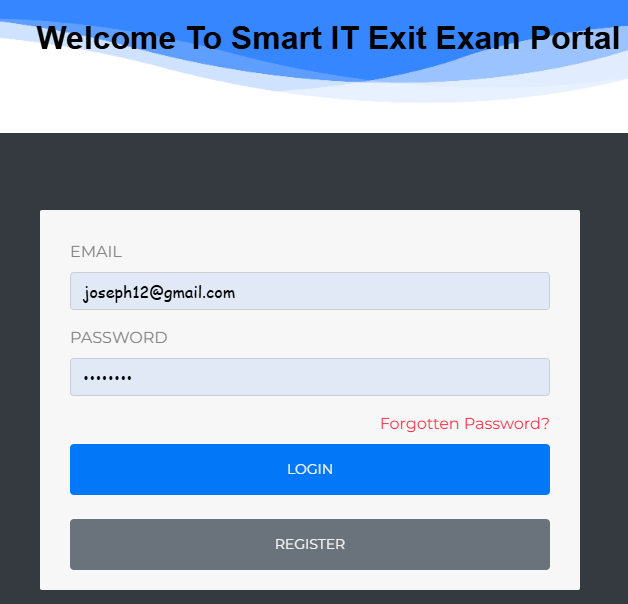 Welcome To Smart IT Exit Exam Portal
EMAIL
joseph12@gmail.com
PASSWORD
••••••••
Forgotten Password?
LOGIN
REGISTER